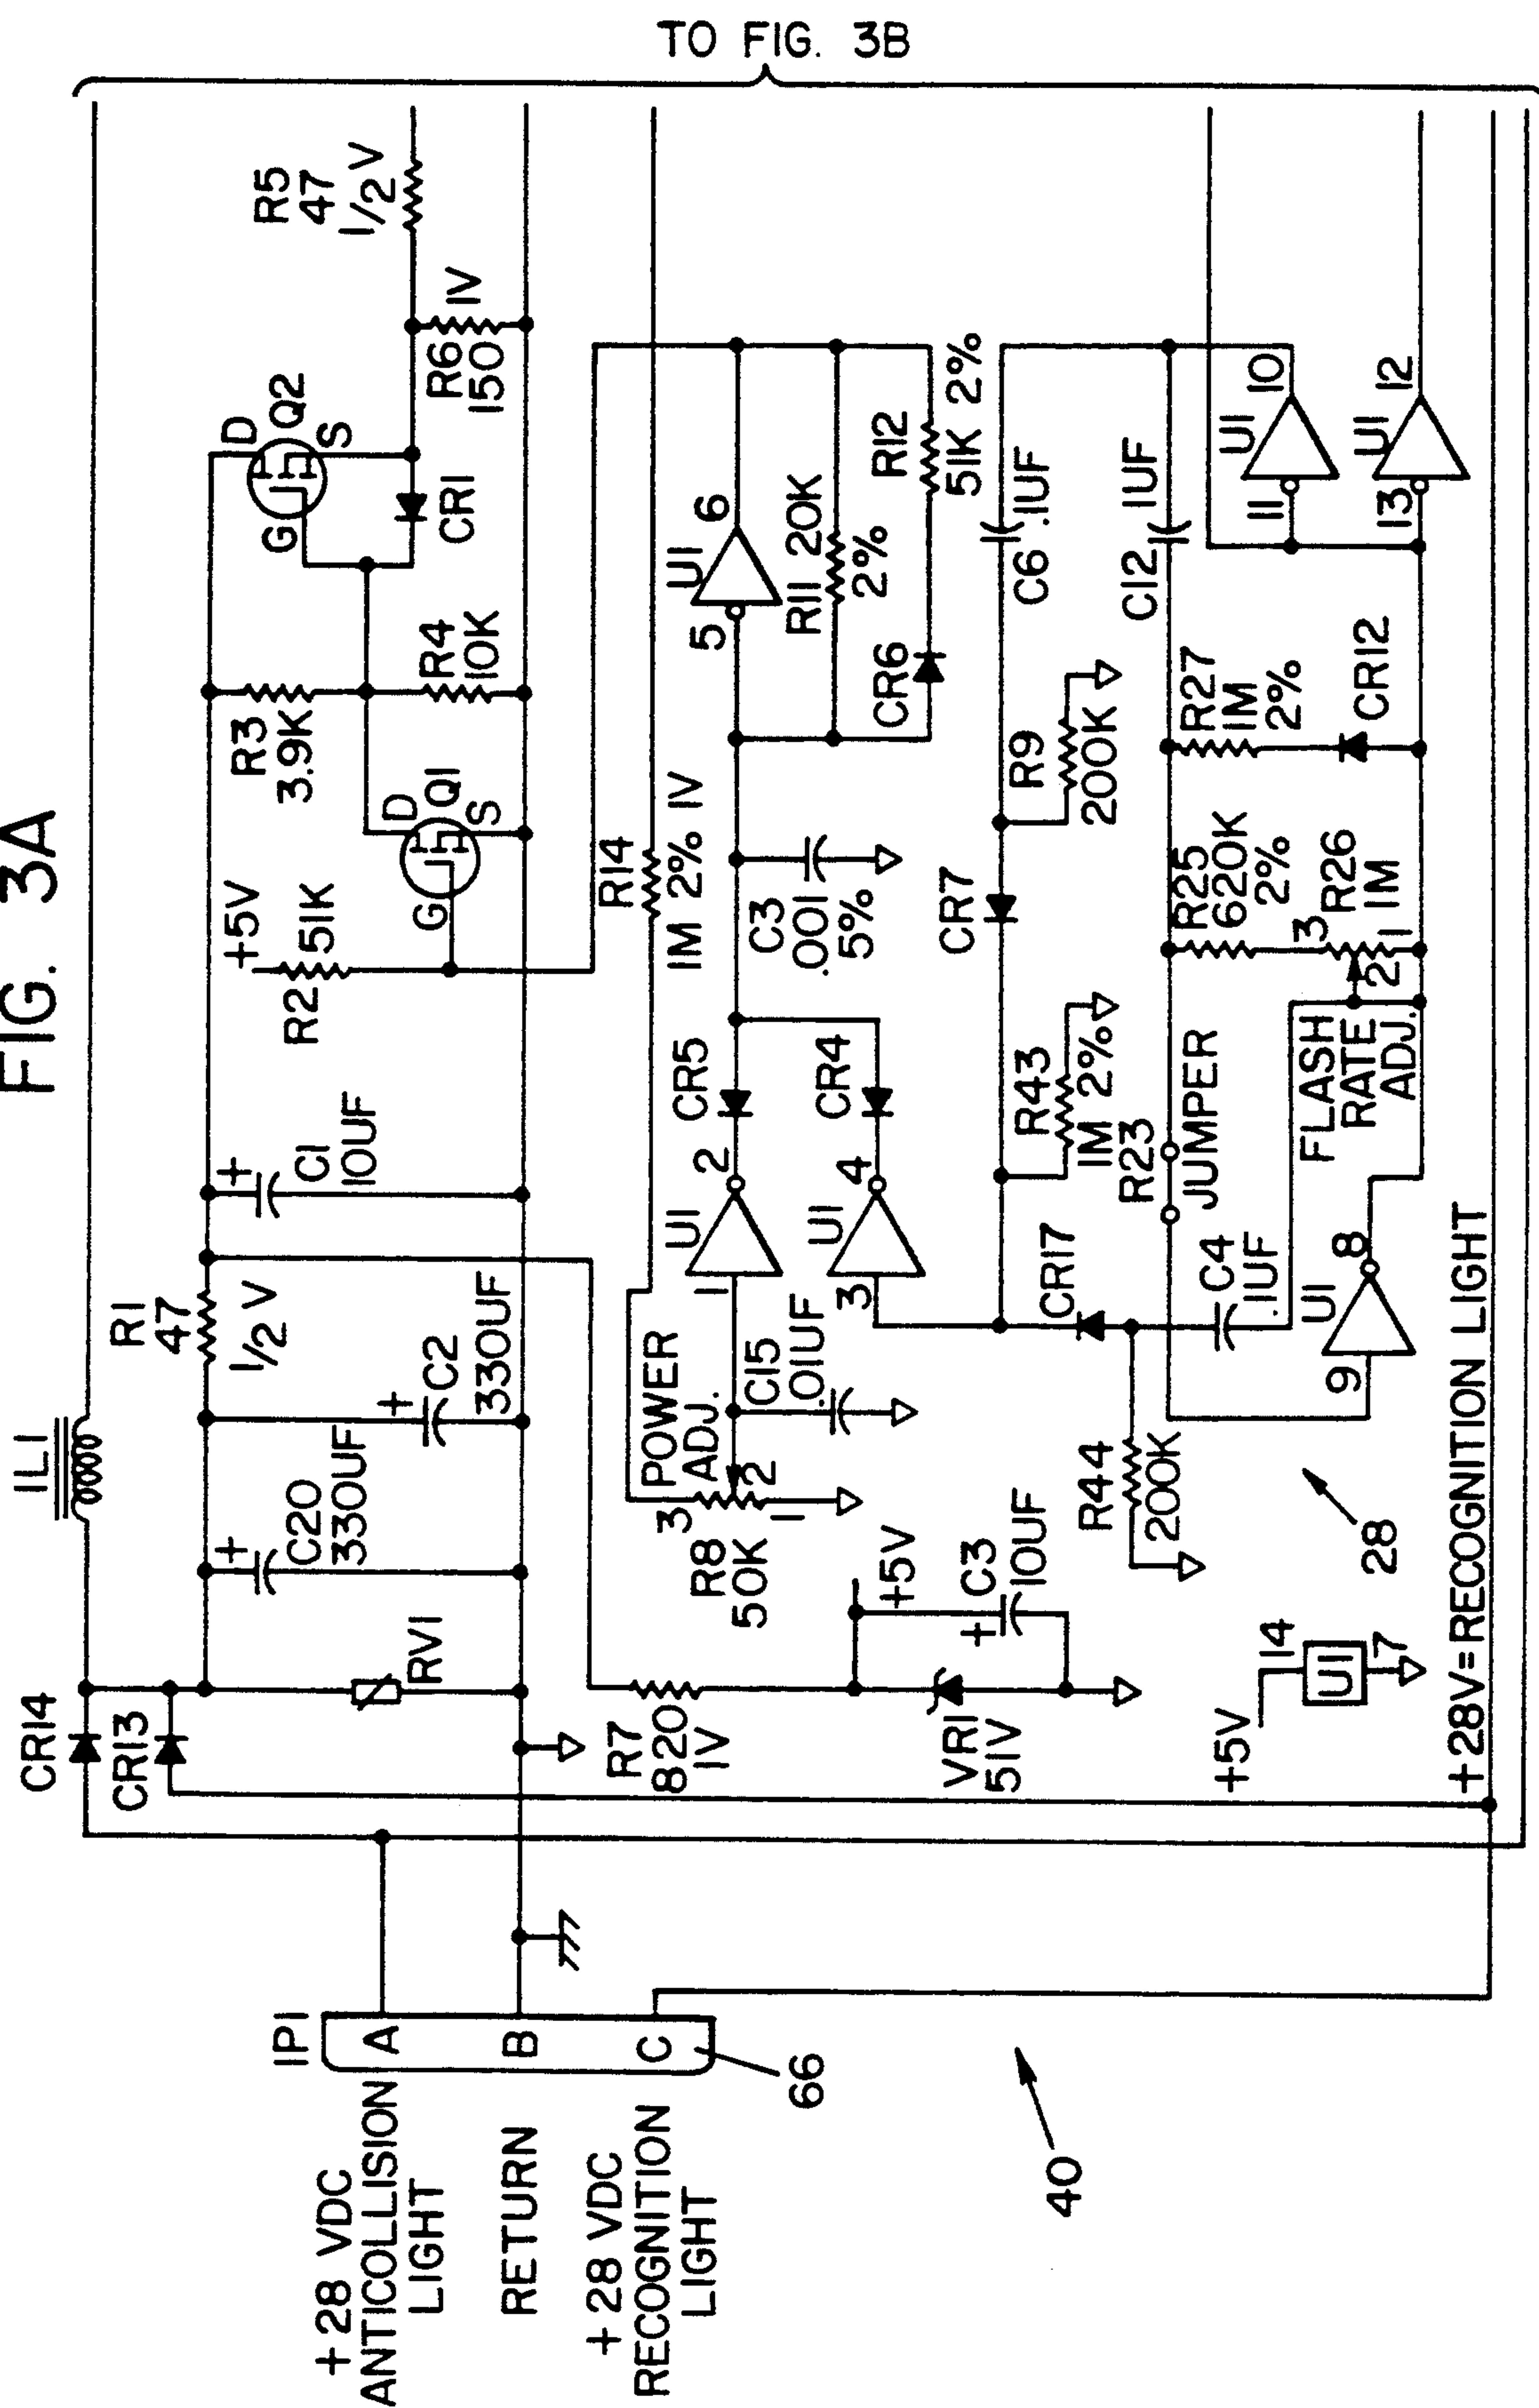 FIG. 3A
TO FIG. 3B
+28 VDC
ANTICOLLISION
LIGHT
RETURN
+28 VDC
RECOGNITION
LIGHT
IP1
A
B
C
66
40
CR14
CR13
RV1
IL1
C20
330UF
+
C2
330UF
+
R1
47
1/2 V
C1
10UF
+
+5V
R2
51K
G
D
Q1
S
R3
3.9K
R4
10K
G
D
Q2
S
CR1
R6
150
1V
R5
47
1/2 V
R7
820
1V
VR1
51V
+5V
C3
10UF
+
R8
50K
3
2
1
POWER
ADJ.
C15
.01UF
R14
1M 2% 1V
U1
1
2
CR5
U1
3
4
CR4
C3
.001
5%
U1
5
6
R11 20K
2%
CR6
R12
51K 2%
R44
200K
CR17
C4
.1UF
R43
1M 2%
CR7
R9
200K
C6
.1UF
R23
JUMPER
U1
9
8
FLASH
RATE
ADJ.
R25
620K
2%
R26
1M
3
2
1
R27
1M
2%
CR12
C12
1UF
U1
11
10
U1
13
12
28
+5V
14
U1
7
+28V=RECOGNITION LIGHT